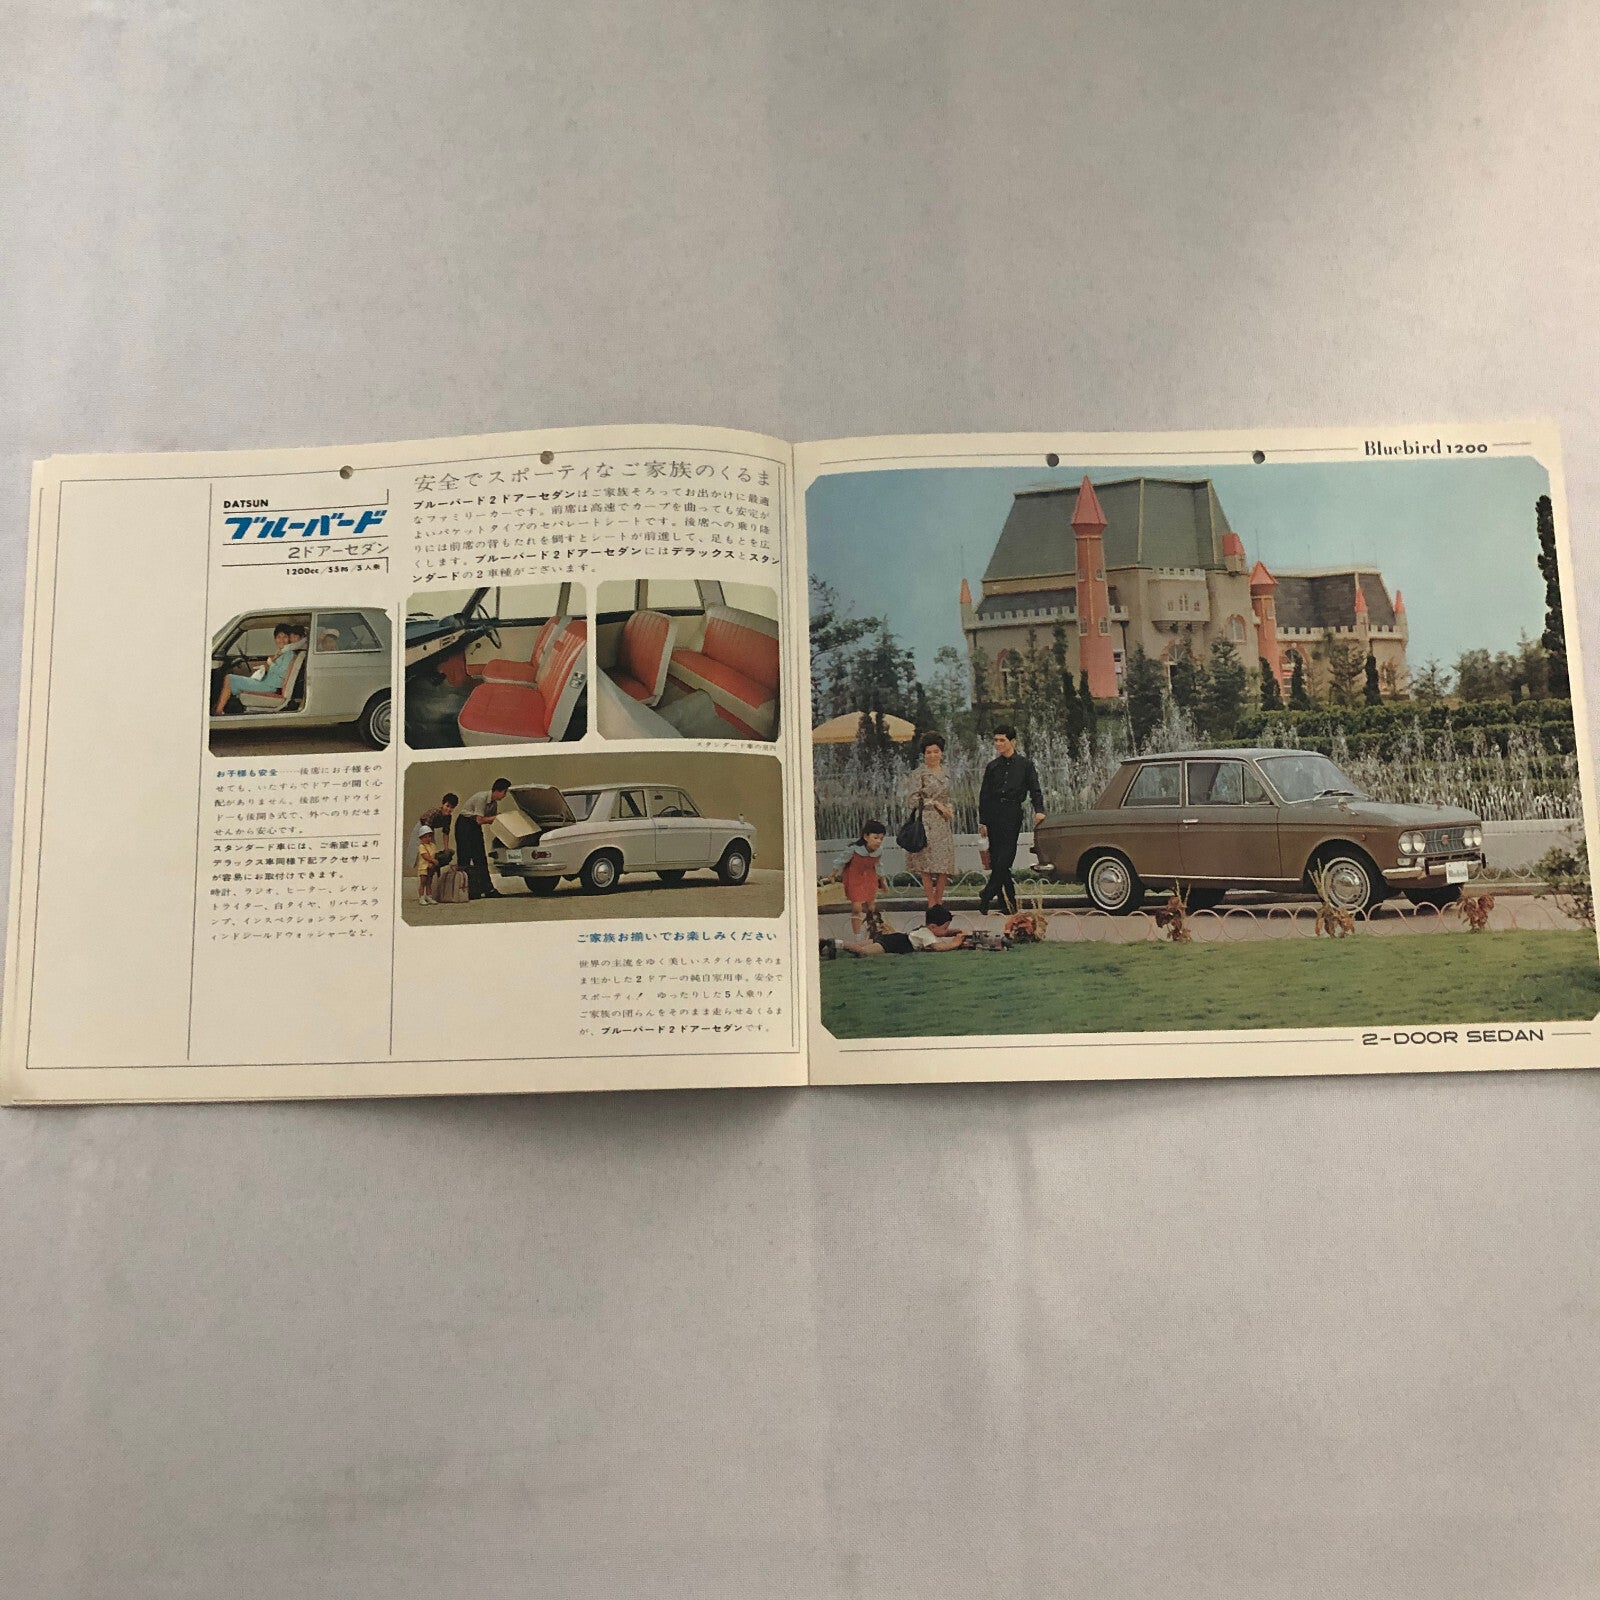 DATSUN
ブルーバード
2ドアーセダン
1200cc/55PS/5人乗
安全でスポーティなご家族のくるま
ブルーバード2ドアーセダンはご家族そろってお出かけに最適
なファミリーカーです。前席は高速でカーブを曲っても安定が
よいバケットタイプのセパレートシートです。後席への乗り降
りには前席の背もたれを倒すとシートが前進して、足もとを広
くします。ブルーバード2ドアーセダンにはデラックスとスタン
ダードの2車種がございます。
スタンダード車の室内
お子様も安全……後席にお子様をの
せても、いたずらでドアーが開く心
配がありません。後部サイドウイン
ドーも後開き式で、外へのりだせま
せんから安心です。
スタンダード車には、ご希望により
デラックス車同様下記アクセサリー
が容易にお取付けできます。
時計、ラジオ、ヒーター、シガレッ
トライター、白タイヤ、リバースラ
ンプ、インスペクションランプ、ウ
ィンドシールドウォッシャーなど。
ご家族お揃いでお楽しみください
世界の主流をゆく美しいスタイルをそのま
ま生かした2ドアーの純自家用車。安全で
スポーティ! ゆったりした5人乗り!
ご家族の団らんをそのまま走らせるくるま
が、ブルーバード2ドアーセダンです。
Bluebird 1200
Bluebird
2-DOOR SEDAN